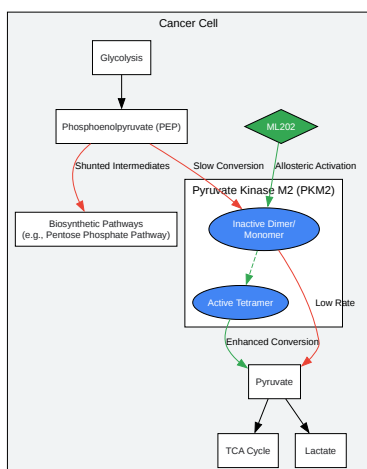 Cancer Cell
Glycolysis
Phosphoenolpyruvate (PEP)
ML202
Shunted Intermediates
Slow Conversion
Allosteric Activation
Pyruvate Kinase M2 (PKM2)
Biosynthetic Pathways
(e.g., Pentose Phosphate Pathway)
Inactive Dimer/
Monomer
Active Tetramer
Low Rate
Enhanced Conversion
Pyruvate
TCA Cycle
Lactate